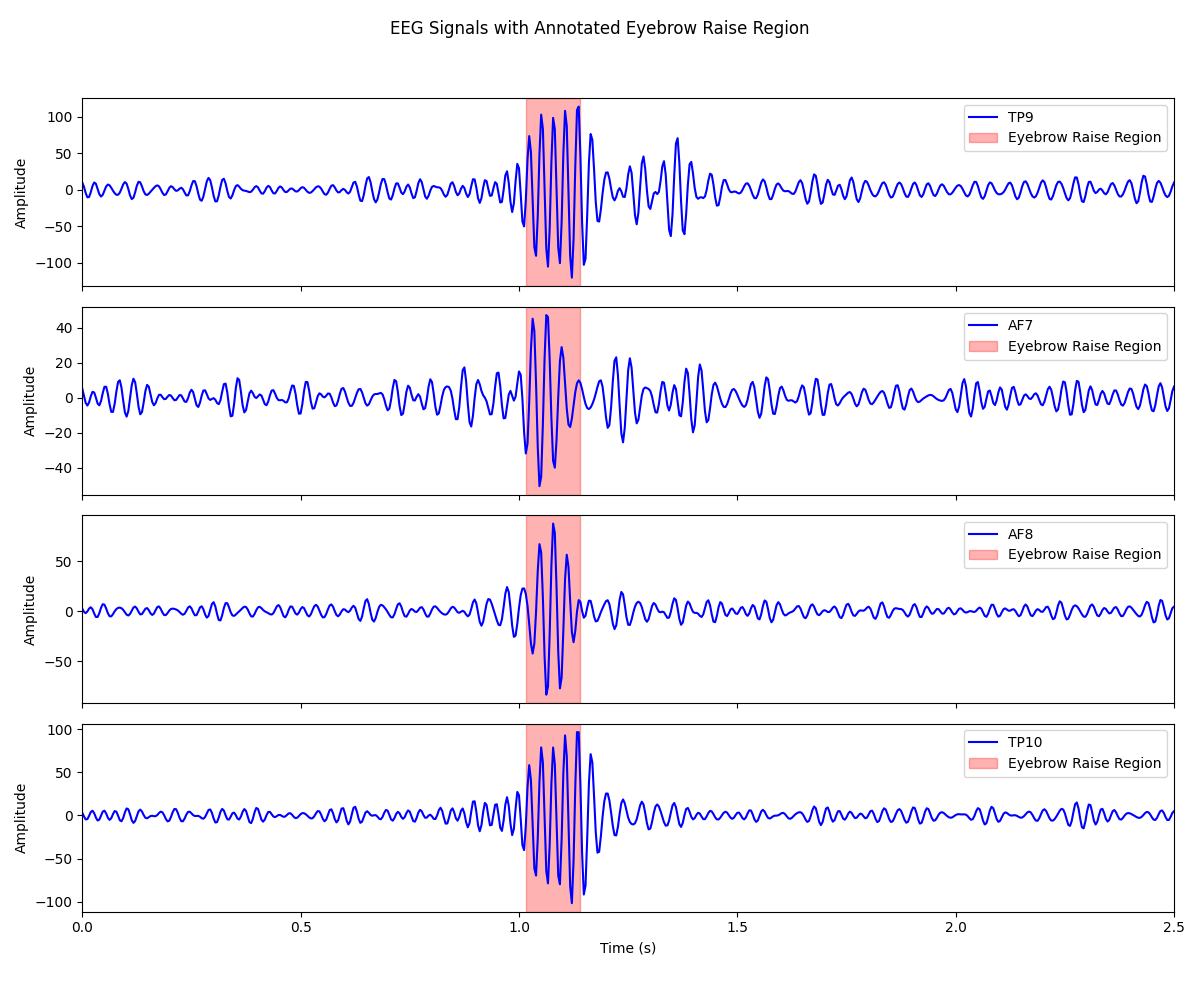 EEG Signals with Annotated Eyebrow Raise Region
100
50
0
−50
−100
Amplitude
TP9
Eyebrow Raise Region
40
20
0
−20
−40
Amplitude
AF7
Eyebrow Raise Region
50
0
−50
Amplitude
AF8
Eyebrow Raise Region
100
50
0
−50
−100
Amplitude
TP10
Eyebrow Raise Region
0.0 0.5 1.0 1.5 2.0 2.5
Time (s)